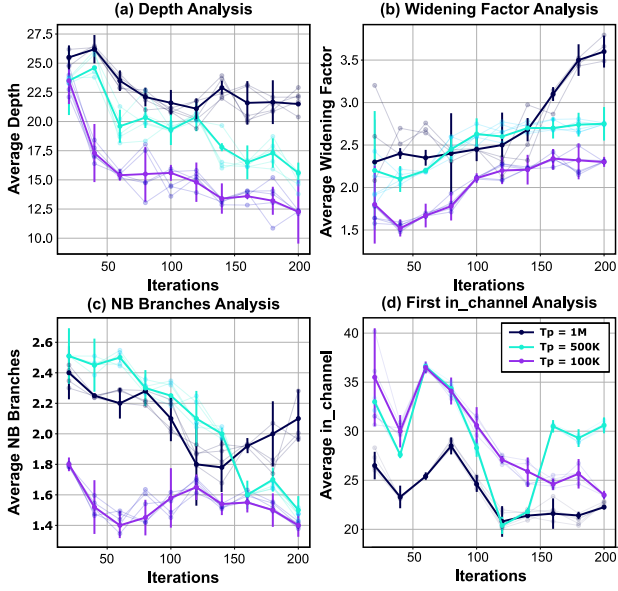 (a) Depth Analysis
27.5
25.0
22.5
20.0
17.5
15.0
12.5
10.0
Average Depth
50
100
150
200
Iterations
(b) Widening Factor Analysis
3.5
3.0
2.5
2.0
1.5
Average Widening Factor
50
100
150
200
Iterations
(c) NB Branches Analysis
2.6
2.4
2.2
2.0
1.8
1.6
1.4
Average NB Branches
50
100
150
200
Iterations
(d) First in_channel Analysis
Tp = 1M
Tp = 500K
Tp = 100K
40
35
30
25
20
Average in_channel
50
100
150
200
Iterations